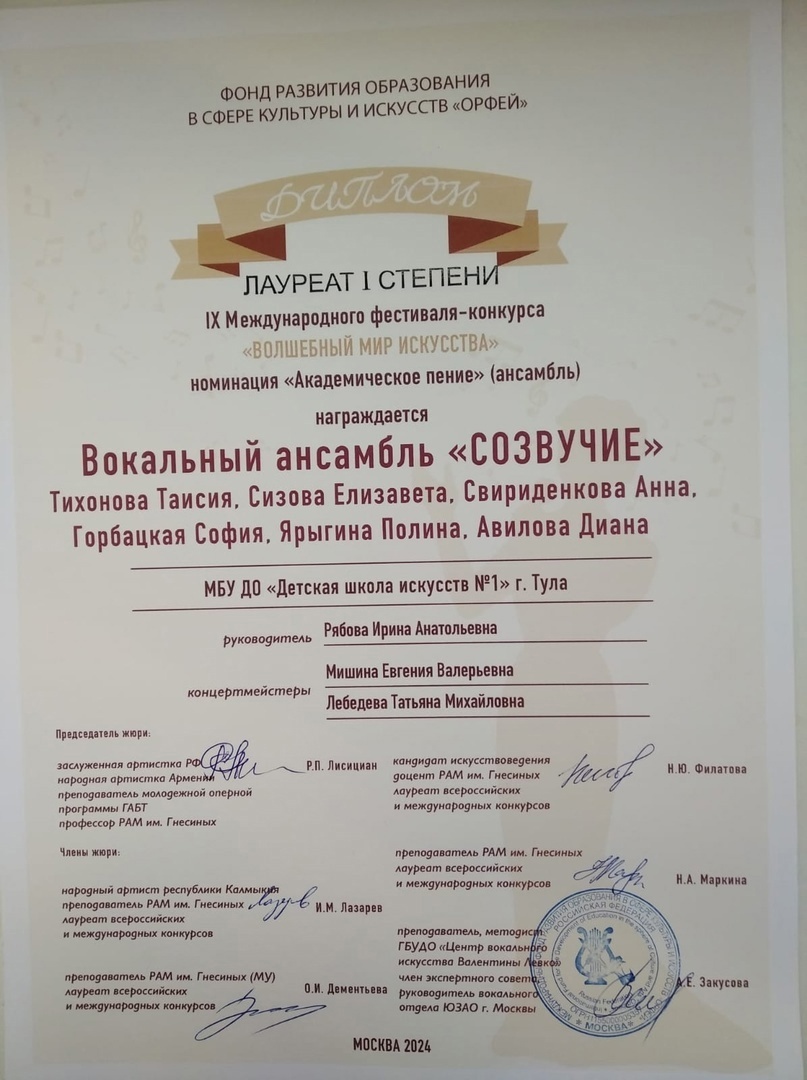 ФОНД РАЗВИТИЯ ОБРАЗОВАНИЯ
В СФЕРЕ КУЛЬТУРЫ И ИСКУССТВ «ОРФЕЙ»
ДИПЛОМ
ЛАУРЕАТ I СТЕПЕНИ
IX Международного фестиваля-конкурса
«ВОЛШЕБНЫЙ МИР ИСКУССТВА»
номинация «Академическое пение» (ансамбль)
награждается
Вокальный ансамбль «СОЗВУЧИЕ»
Тихонова Таисия, Сизова Елизавета, Свириденкова Анна,
Горбацкая София, Ярыгина Полина, Авилова Диана
МБУ ДО «Детская школа искусств №1» г. Тула
руководитель Рябова Ирина Анатольевна
концертмейстеры Мишина Евгения Валерьевна
Лебедева Татьяна Михайловна
Председатель жюри:
заслуженная артистка РФ
народная артистка Армении
преподаватель молодежной оперной
программы ГАБТ
профессор РАМ им. Гнесиных
Р.П. Лисициан
Члены жюри:
народный артист республики Калмыкия
преподаватель РАМ им. Гнесиных
лауреат всероссийских
и международных конкурсов
И.М. Лазарев
преподаватель РАМ им. Гнесиных (МУ)
лауреат всероссийских
и международных конкурсов
О.И. Дементьева
кандидат искусствоведения
доцент РАМ им. Гнесиных
лауреат всероссийских
и международных конкурсов
Н.Ю. Филатова
преподаватель РАМ им. Гнесиных
лауреат всероссийских
и международных конкурсов
Н.А. Маркина
преподаватель, методист
ГБУДО «Центр вокального
искусства Валентины Левко»
член экспертного совета,
руководитель вокального
отдела ЮЗАО г. Москвы
А.Е. Закусова
РОССИЙСКАЯ ФЕДЕРАЦИЯ
МОСКВА
МОСКВА 2024